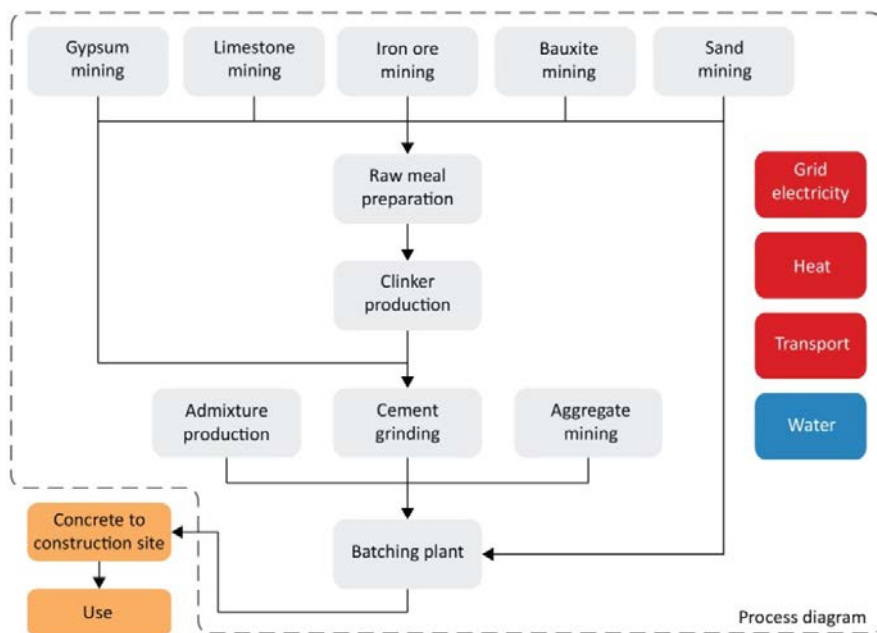 Gypsum
mining
Limestone
mining
Iron ore
mining
Bauxite
mining
Sand
mining
Raw meal
preparation
Grid
electricity
Clinker
production
Heat
Transport
Admixture
production
Cement
grinding
Aggregate
mining
Water
Concrete to
construction site
Batching plant
Use
Process diagram